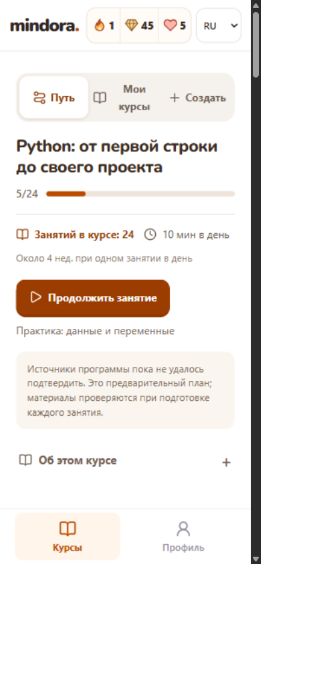 mindora. 1 45 5 RU
Путь
Мои
курсы
Создать
Python: от первой строки
до своего проекта
5/24
Занятий в курсе: 24 10 мин в день
Около 4 нед. при одном занятии в день
Продолжить занятие
Практика: данные и переменные
Источники программы пока не удалось
подтвердить. Это предварительный план;
материалы проверяются при подготовке
каждого занятия.
Об этом курсе +
Курсы Профиль